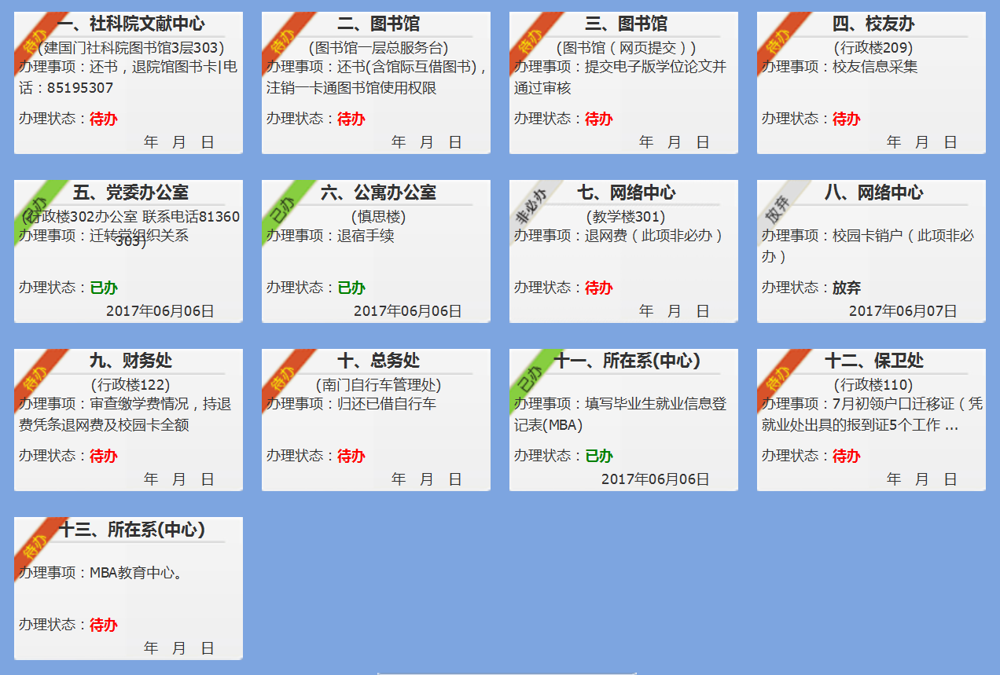 待办
一、社科院文献中心
(建国门社科院图书馆3层303)
办理事项：还书，退院馆图书卡|电
话：85195307
办理状态：待办
年 月 日
待办
二、图书馆
(图书馆一层总服务台)
办理事项：还书(含馆际互借图书)，
注销一卡通图书馆使用权限
办理状态：待办
年 月 日
待办
三、图书馆
(图书馆（网页提交）)
办理事项：提交电子版学位论文并
通过审核
办理状态：待办
年 月 日
待办
四、校友办
(行政楼209)
办理事项：校友信息采集
办理状态：待办
年 月 日
已办
五、党委办公室
(行政楼302办公室 联系电话81360
303)
办理事项：迁转党组织关系
办理状态：已办
2017年06月06日
已办
六、公寓办公室
(慎思楼)
办理事项：退宿手续
办理状态：已办
2017年06月06日
非必办
七、网络中心
(教学楼301)
办理事项：退网费（此项非必办）
办理状态：待办
年 月 日
放弃
八、网络中心
办理事项：校园卡销户（此项非必
办）
办理状态：放弃
2017年06月07日
待办
九、财务处
(行政楼122)
办理事项：审查缴学费情况，持退
费凭条退网费及校园卡全额
办理状态：待办
年 月 日
待办
十、总务处
(南门自行车管理处)
办理事项：归还已借自行车
办理状态：待办
年 月 日
已办
十一、所在系(中心)
办理事项：填写毕业生就业信息登
记表(MBA)
办理状态：已办
2017年06月06日
待办
十二、保卫处
(行政楼110)
办理事项：7月初领户口迁移证（凭
就业处出具的报到证5个工作 ...
办理状态：待办
年 月 日
待办
十三、所在系(中心)
办理事项：MBA教育中心。
办理状态：待办
年 月 日